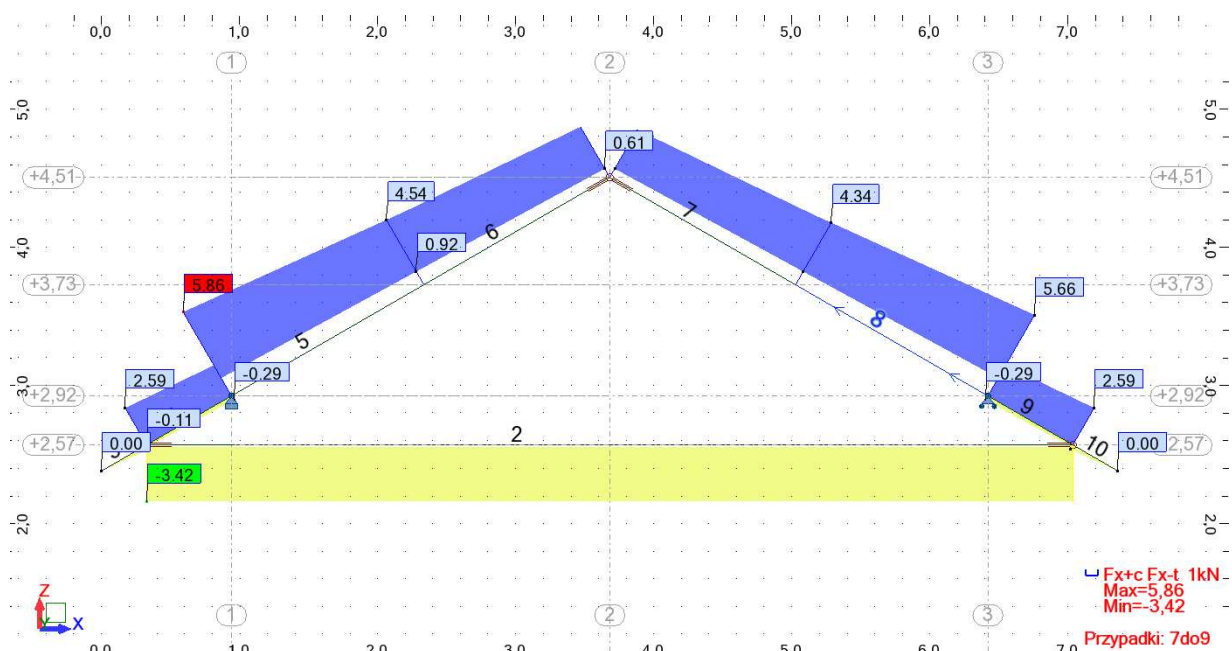 0,0 1,0 2,0 3,0 4,0 5,0 6,0 7,0
1 2 3
5,0 5,0
0.61
+4,51 +4,51
4.54 4.34
6 7
4,0 0.92 4,0
+3,73 5.86 5.66 +3,73
5 8
3,0 2.59 -0.29 -0.29 2.59 3,0
+2,92 +2,92
-0.11 9
+2,57 0.00 2 10 0.00 +2,57
-3.42
2,0 2,0
Z
Y X
1 2 3
Fx+c Fx-t 1kN
Max=5,86
Min=-3,42
Przypadki: 7do9
0,0 1,0 2,0 3,0 4,0 5,0 6,0 7,0